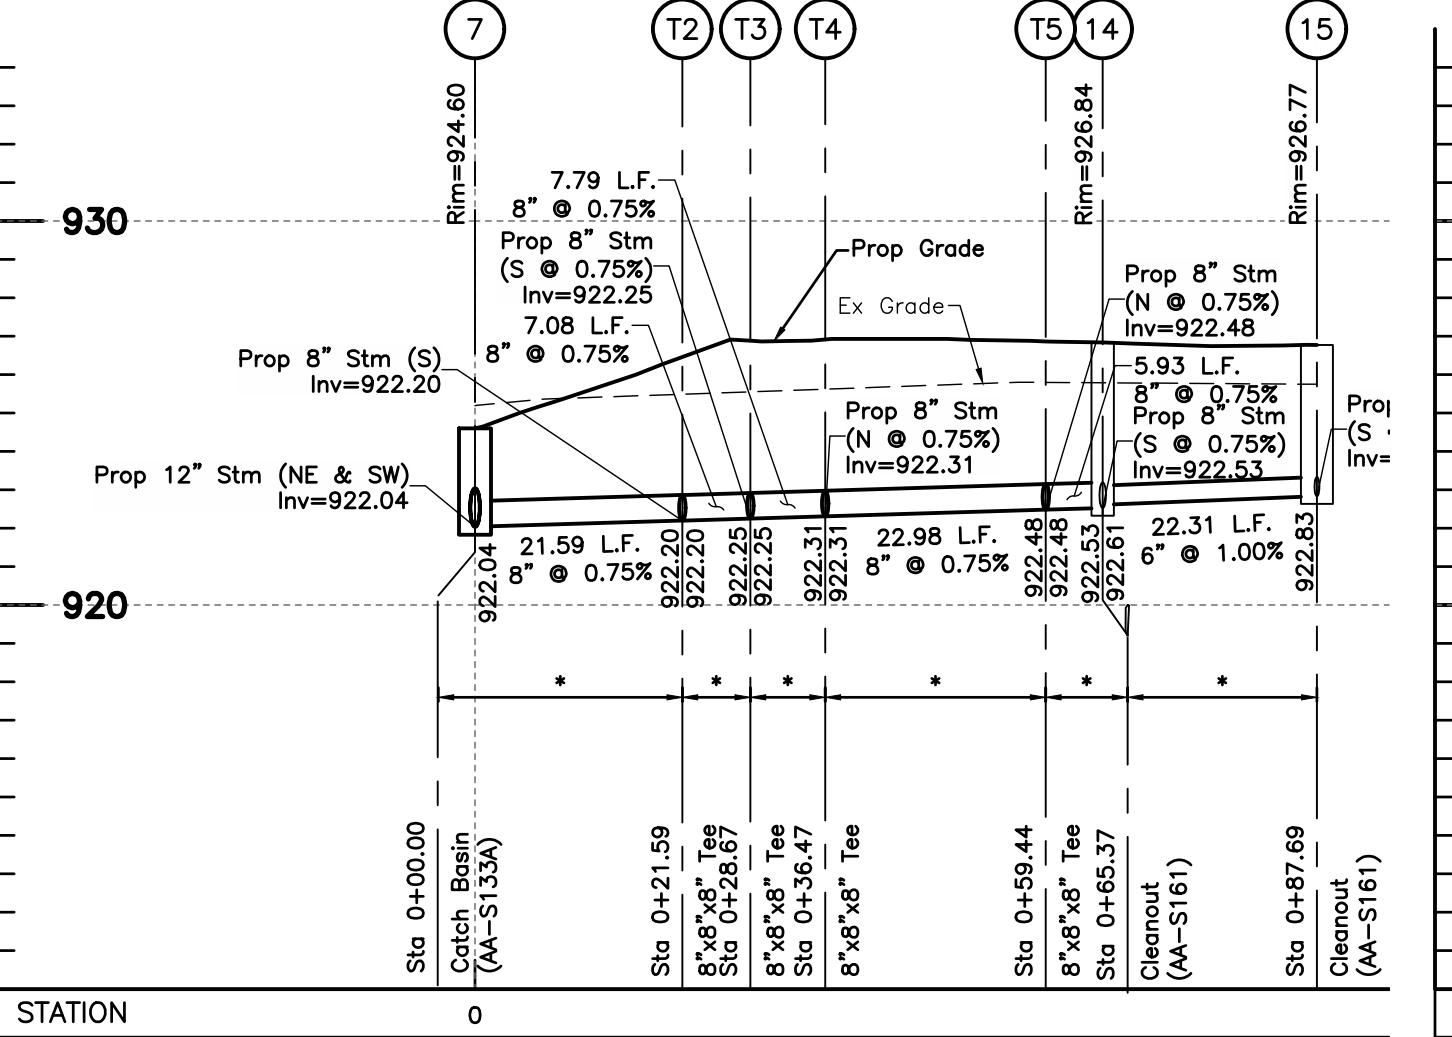 7
T2
T3
T4
T5
14
15
Rim=924.60
Rim=926.84
Rim=926.77
930
7.79 L.F.
8" @ 0.75%
Prop 8" Stm
(S @ 0.75%)
Inv=922.25
7.08 L.F.
8" @ 0.75%
Prop 8" Stm (S)
Inv=922.20
Prop 12" Stm (NE & SW)
Inv=922.04
Prop Grade
Ex Grade
Prop 8" Stm
(N @ 0.75%)
Inv=922.31
Prop 8" Stm
(N @ 0.75%)
Inv=922.48
5.93 L.F.
8" @ 0.75%
Prop 8" Stm
(S @ 0.75%)
Inv=922.53
(S
Inv=
21.59 L.F.
8" @ 0.75%
22.98 L.F.
8" @ 0.75%
22.31 L.F.
6" @ 1.00%
922.04
922.20
922.20
922.25
922.25
922.31
922.31
922.48
922.48
922.53
922.61
922.83
920
*
*
*
*
*
*
Sta 0+00.00
Catch Basin
(AA-S133A)
Sta 0+21.59
8"x8"x8" Tee
Sta 0+28.67
8"x8"x8" Tee
Sta 0+36.47
8"x8"x8" Tee
Sta 0+59.44
8"x8"x8" Tee
Sta 0+65.37
Cleanout
(AA-S161)
Sta 0+87.69
Cleanout
(AA-S161)
STATION
0